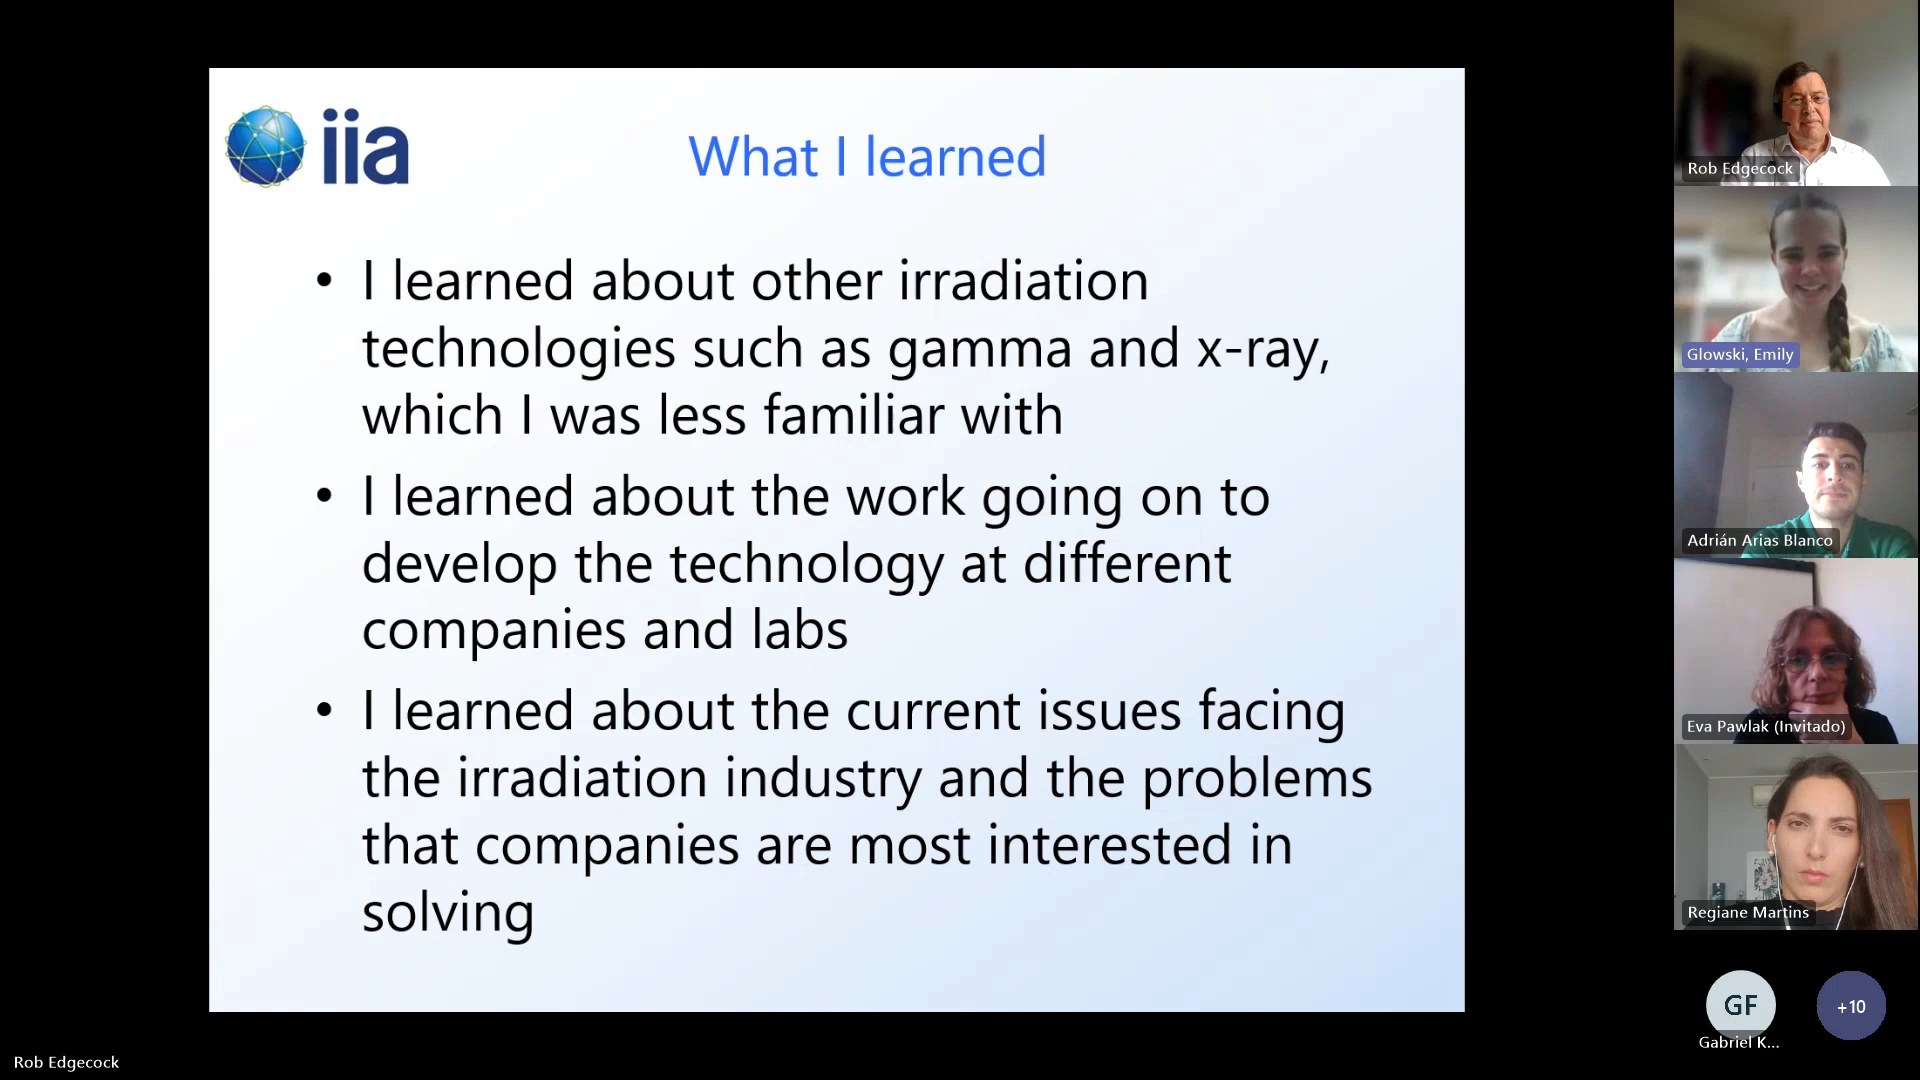 iia
What I learned
• I learned about other irradiation
technologies such as gamma and x-ray,
which I was less familiar with
• I learned about the work going on to
develop the technology at different
companies and labs
• I learned about the current issues facing
the irradiation industry and the problems
that companies are most interested in
solving
Rob Edgecock
Glowski, Emily
Adrián Arias Blanco
Eva Pawlak (Invitado)
Regiane Martins
GF
+10
Gabriel K...
Rob Edgecock